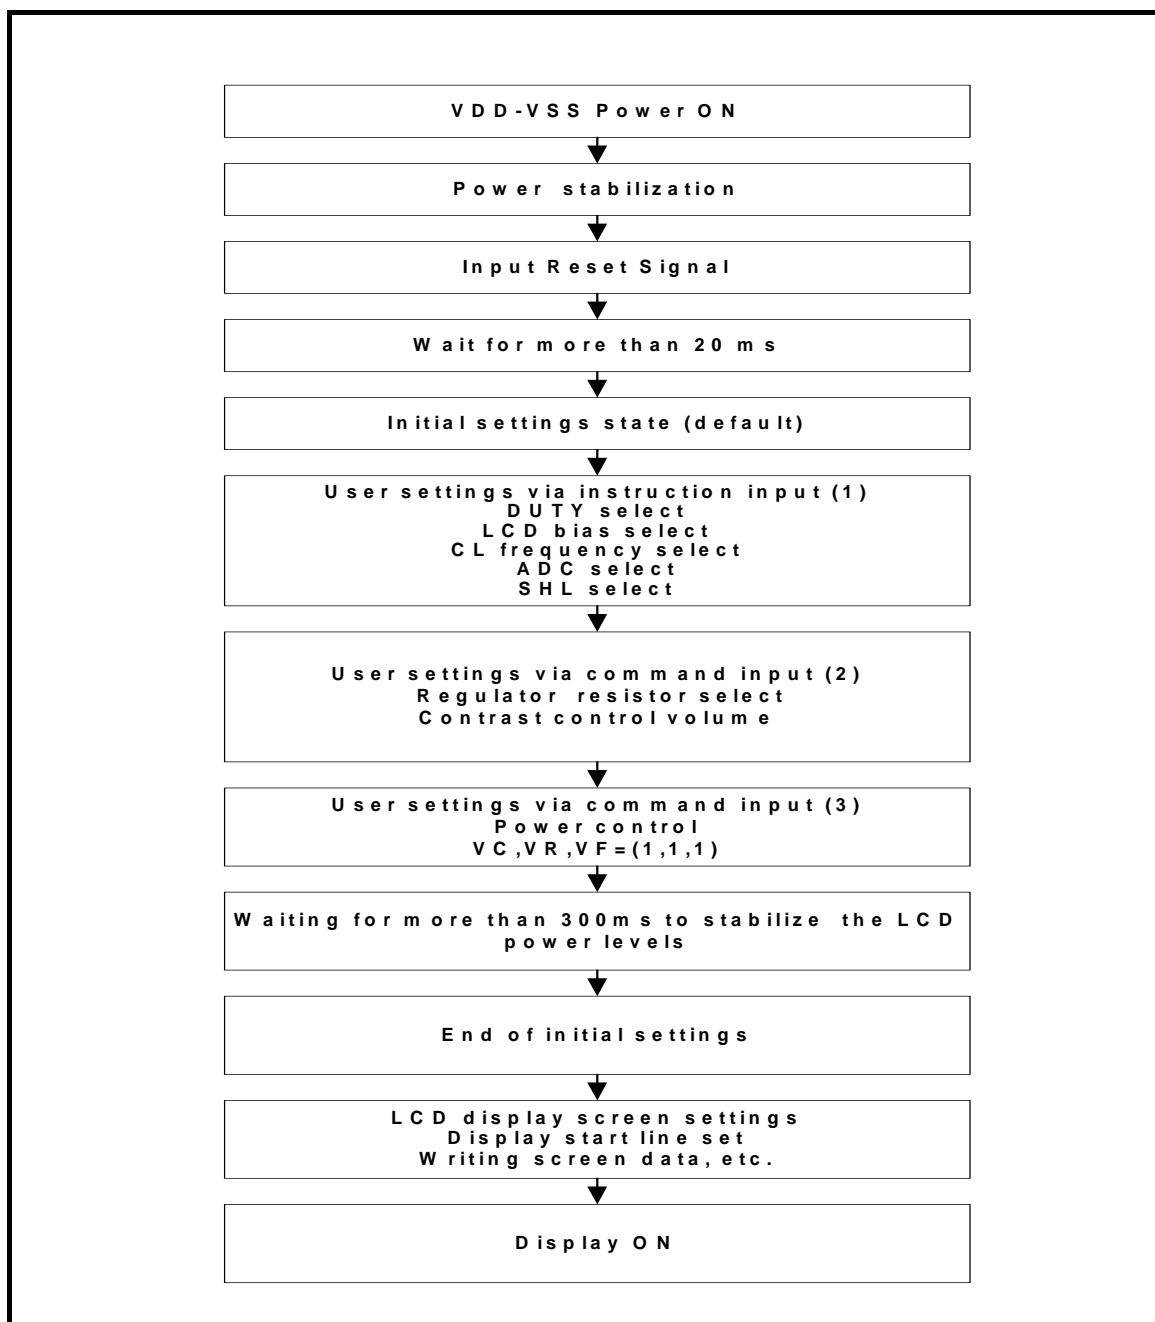 VDD-VSS Power ON
Power stabilization
Input Reset Signal
Wait for more than 20 ms
Initial settings state (default)
User settings via instruction input (1)
DUTY select
LCD bias select
CL frequency select
ADC select
SHL select
User settings via command input (2)
Regulator resistor select
Contrast control volume
User settings via command input (3)
Power control
VC,VR,VF=(1,1,1)
Waiting for more than 300ms to stabilize the LCD
power levels
End of initial settings
LCD display screen settings
Display start line set
Writing screen data, etc.
Display ON